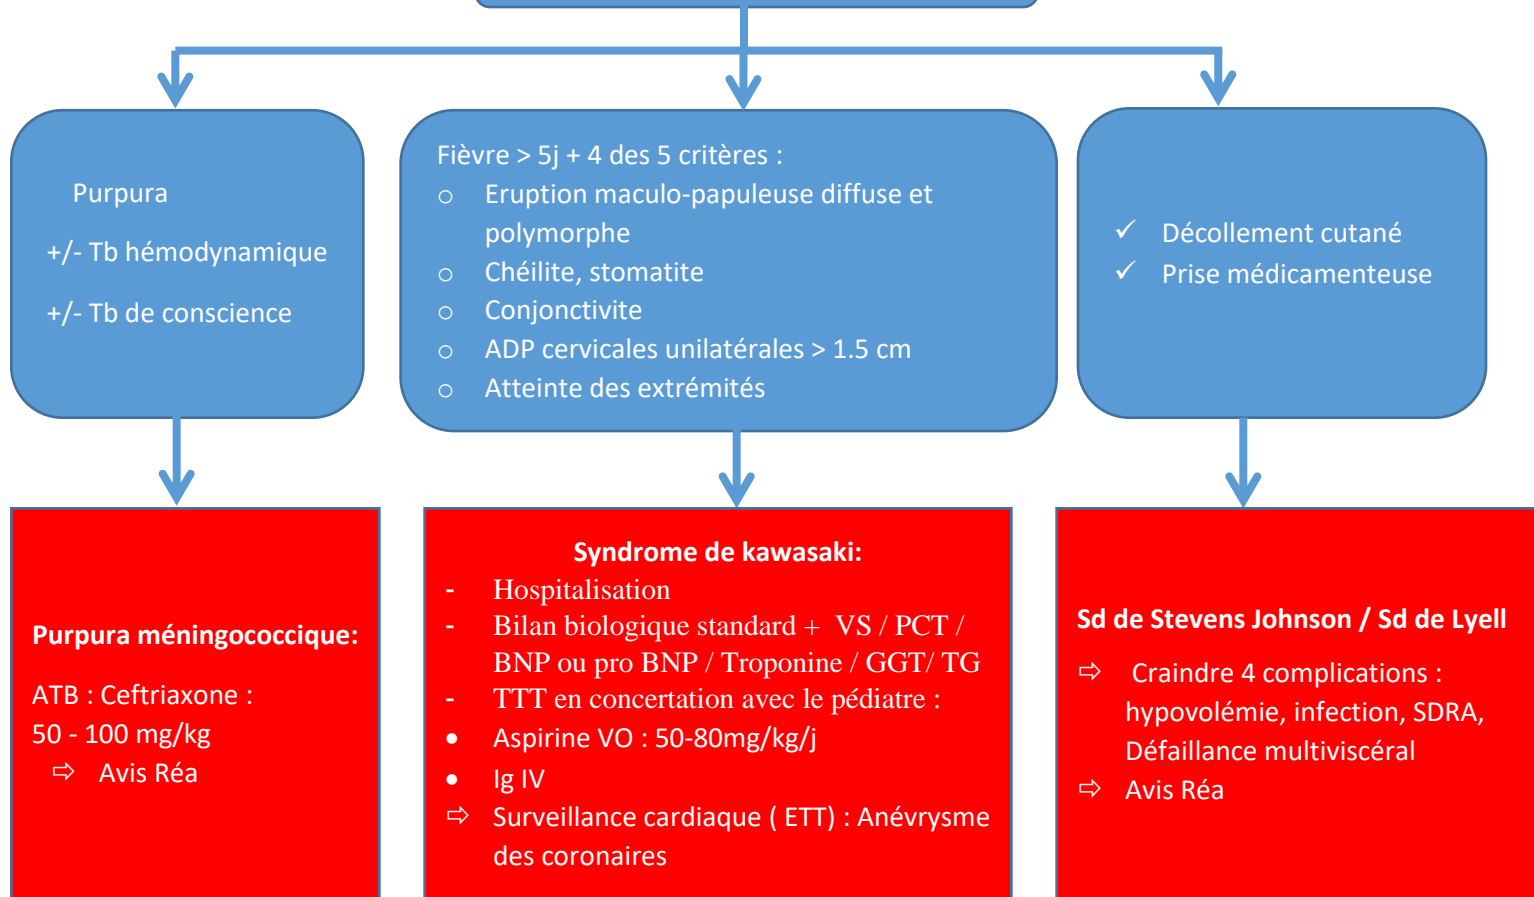 Purpura
+/- Tb hémodynamique
+/- Tb de conscience
Fièvre > 5j + 4 des 5 critères :
o Eruption maculo-papuleuse diffuse et
polymorphe
o Chéilite, stomatite
o Conjonctivite
o ADP cervicales unilatérales > 1.5 cm
o Atteinte des extrémités
✓ Décollement cutané
✓ Prise médicamenteuse
Purpura méningococcique:
ATB : Ceftriaxone :
50 - 100 mg/kg
⇨ Avis Réa
Syndrome de kawasaki:
- Hospitalisation
- Bilan biologique standard + VS / PCT /
BNP ou pro BNP / Troponine / GGT/ TG
- TTT en concertation avec le pédiatre :
• Aspirine VO : 50-80mg/kg/j
• Ig IV
⇨ Surveillance cardiaque ( ETT) : Anévrysme
des coronaires
Sd de Stevens Johnson / Sd de Lyell
⇨ Craindre 4 complications :
hypovolémie, infection, SDRA,
Défaillance multiviscéral
⇨ Avis Réa